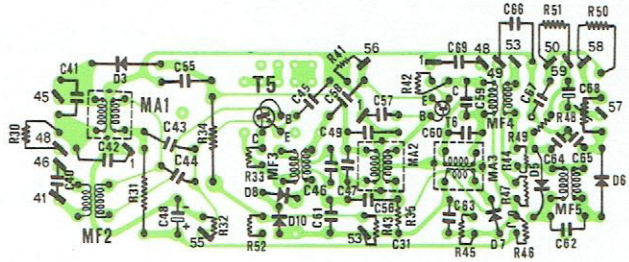 C66
R51
R50
C41
D3
C55
R41
56
1
C69
48
53
50
58
49
59
45
MA1
T5
C45
C58
R42
C
C59
C67
C68
57
R30
B
C57
B
E
MF4
R48
48
C43
R34
C
E
C49
T6
C60
R49
46
C42
1
C44
MF3
MA2
MA3
R44
C64
C65
C40
R33
D5
D6
41
R31
D8
C46
C47
R47
C48
R32
D10
C61
C56
R35
C63
MF5
MF2
55
R52
53
R43
C31
R45
D7
R46
C62